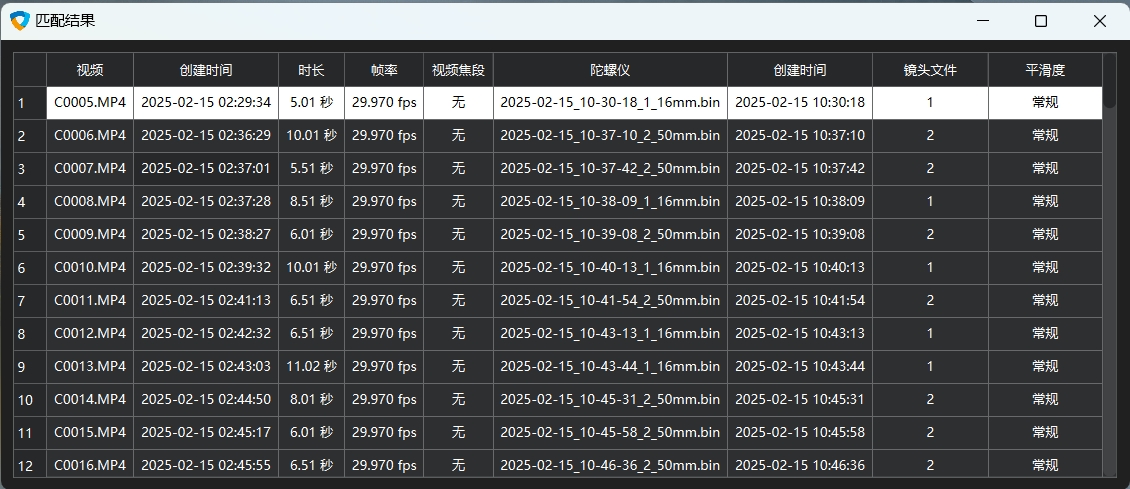 匹配结果
视频 创建时间 时长 帧率 视频焦段 陀螺仪 创建时间 镜头文件 平滑度
1 C0005.MP4 2025-02-15 02:29:34 5.01 秒 29.970 fps 无 2025-02-15_10-30-18_1_16mm.bin 2025-02-15 10:30:18 1 常规
2 C0006.MP4 2025-02-15 02:36:29 10.01 秒 29.970 fps 无 2025-02-15_10-37-10_2_50mm.bin 2025-02-15 10:37:10 2 常规
3 C0007.MP4 2025-02-15 02:37:01 5.51 秒 29.970 fps 无 2025-02-15_10-37-42_2_50mm.bin 2025-02-15 10:37:42 2 常规
4 C0008.MP4 2025-02-15 02:37:28 8.51 秒 29.970 fps 无 2025-02-15_10-38-09_1_16mm.bin 2025-02-15 10:38:09 1 常规
5 C0009.MP4 2025-02-15 02:38:27 6.01 秒 29.970 fps 无 2025-02-15_10-39-08_2_50mm.bin 2025-02-15 10:39:08 2 常规
6 C0010.MP4 2025-02-15 02:39:32 10.01 秒 29.970 fps 无 2025-02-15_10-40-13_1_16mm.bin 2025-02-15 10:40:13 1 常规
7 C0011.MP4 2025-02-15 02:41:13 6.51 秒 29.970 fps 无 2025-02-15_10-41-54_2_50mm.bin 2025-02-15 10:41:54 2 常规
8 C0012.MP4 2025-02-15 02:42:32 6.51 秒 29.970 fps 无 2025-02-15_10-43-13_1_16mm.bin 2025-02-15 10:43:13 1 常规
9 C0013.MP4 2025-02-15 02:43:03 11.02 秒 29.970 fps 无 2025-02-15_10-43-44_1_16mm.bin 2025-02-15 10:43:44 1 常规
10 C0014.MP4 2025-02-15 02:44:50 8.01 秒 29.970 fps 无 2025-02-15_10-45-31_2_50mm.bin 2025-02-15 10:45:31 2 常规
11 C0015.MP4 2025-02-15 02:45:17 6.01 秒 29.970 fps 无 2025-02-15_10-45-58_2_50mm.bin 2025-02-15 10:45:58 2 常规
12 C0016.MP4 2025-02-15 02:45:55 6.51 秒 29.970 fps 无 2025-02-15_10-46-36_2_50mm.bin 2025-02-15 10:46:36 2 常规